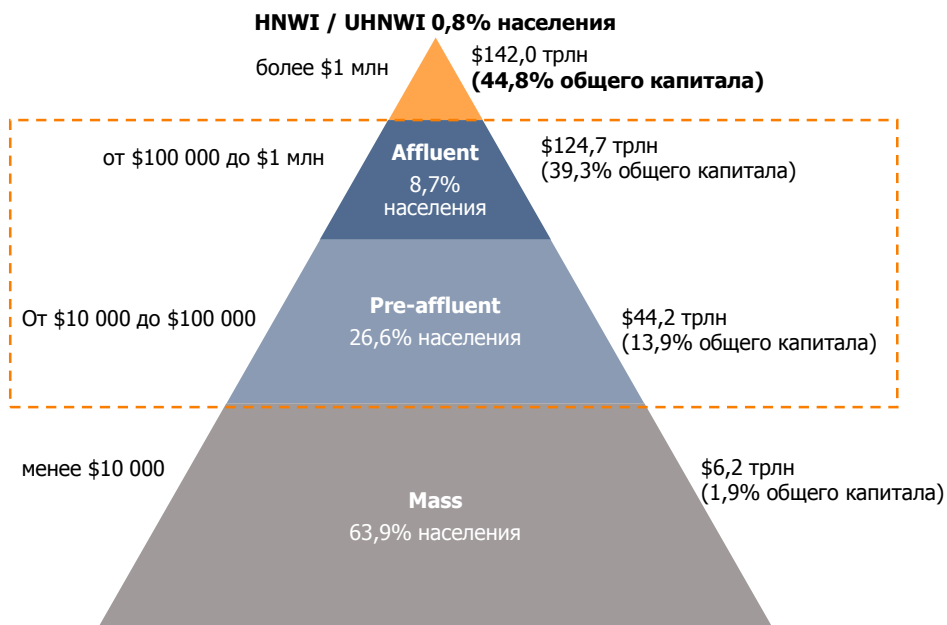 HNWI / UHNWI 0,8% населения
более $1 млн
$142,0 трлн
(44,8% общего капитала)
от $100 000 до $1 млн
Affluent
8,7%
населения
$124,7 трлн
(39,3% общего капитала)
От $10 000 до $100 000
Pre-affluent
26,6% населения
$44,2 трлн
(13,9% общего капитала)
менее $10 000
Mass
63,9% населения
$6,2 трлн
(1,9% общего капитала)